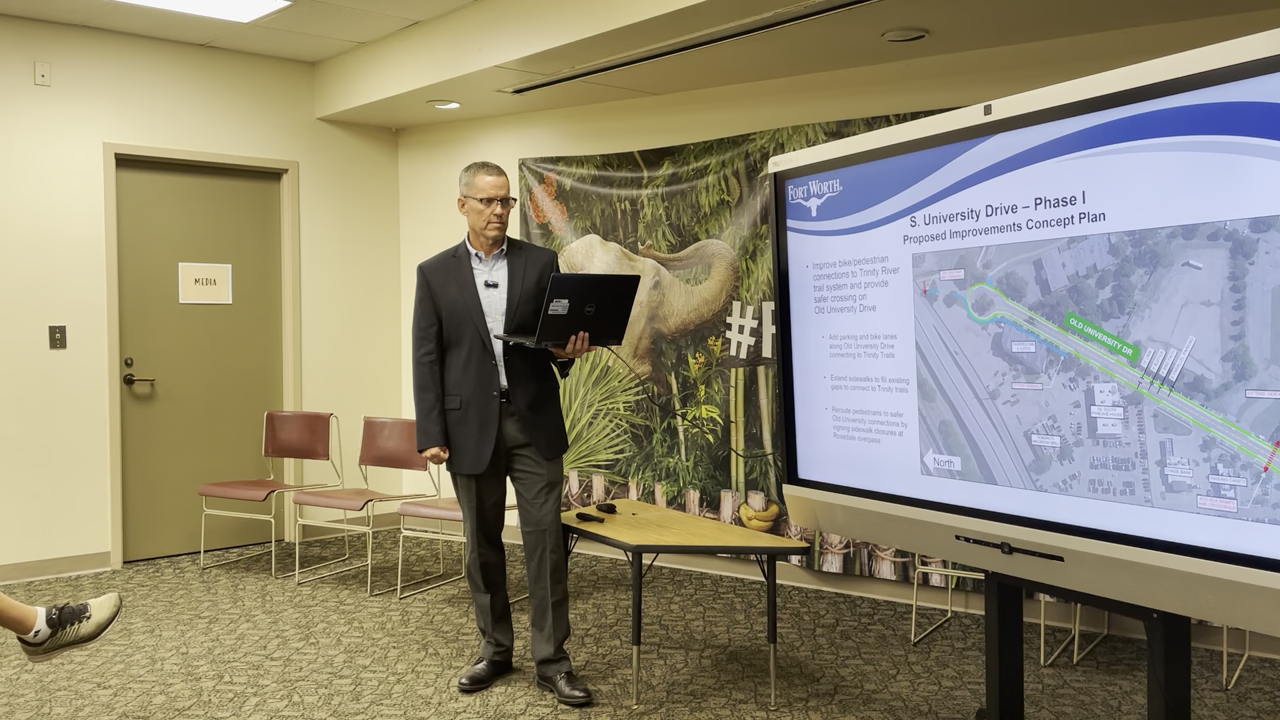 MEDIA
DELL
#F
FORT WORTH
S. University Drive – Phase I
Proposed Improvements Concept Plan
• Improve bike/pedestrian
connections to Trinity River
trail system and provide
safer crossing on
Old University Drive
• Add parking and bike lanes
along Old University Drive
connecting to Trinity Trails
• Extend sidewalks to fill existing
gaps to connect to Trinity trails
• Reroute pedestrians to safer
Old University connections by
signing sidewalk closures at
Rosedale overpass
OLD UNIVERSITY DR
North